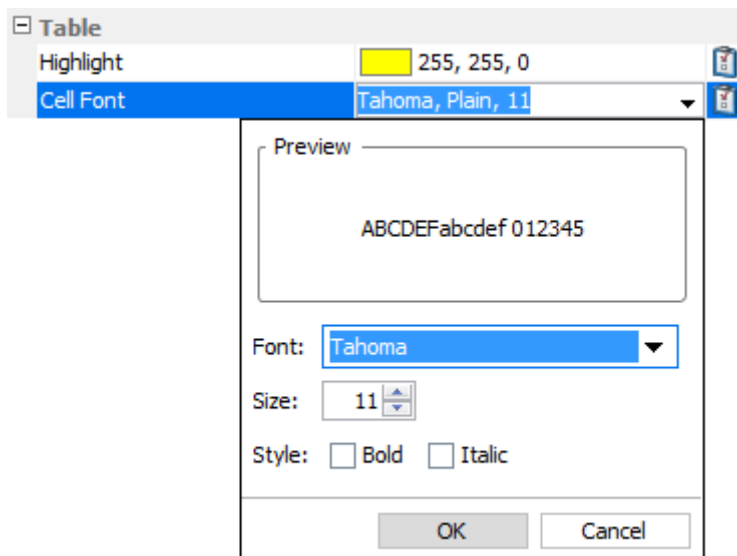 Table
Highlight 255, 255, 0
Cell Font Tahoma, Plain, 11
Preview
ABCDEFabcdef 012345
Font: Tahoma
Size: 11
Style: Bold Italic
OK Cancel